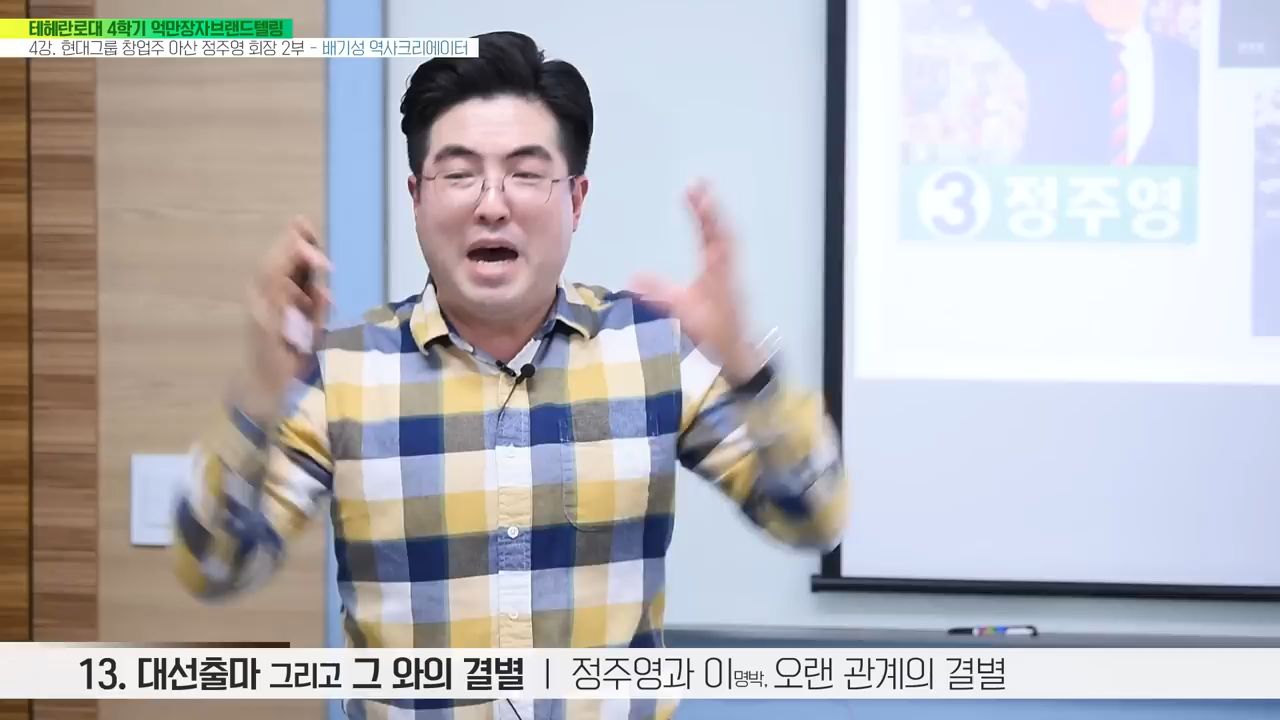 테헤란로대 4학기 억만장자브랜드텔링
4강. 현대그룹 창업주 아산 정주영 회장 2부 - 배기성 역사크리에이터
③ 정주영
13. 대선출마 그리고 그 와의 결별 | 정주영과 이명박, 오랜 관계의 결별